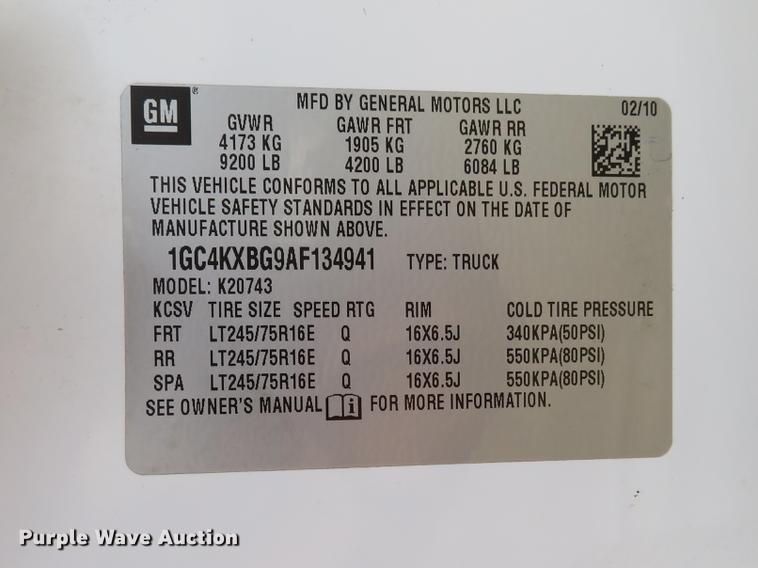 GM ®
MFD BY GENERAL MOTORS LLC 02/10
GVWR GAWR FRT GAWR RR
4173 KG 1905 KG 2760 KG
9200 LB 4200 LB 6084 LB
THIS VEHICLE CONFORMS TO ALL APPLICABLE U.S. FEDERAL MOTOR
VEHICLE SAFETY STANDARDS IN EFFECT ON THE DATE OF
MANUFACTURE SHOWN ABOVE.
1GC4KXBG9AF134941 TYPE: TRUCK
MODEL: K20743
KCSV TIRE SIZE SPEED RTG RIM COLD TIRE PRESSURE
FRT LT245/75R16E Q 16X6.5J 340KPA(50PSI)
RR LT245/75R16E Q 16X6.5J 550KPA(80PSI)
SPA LT245/75R16E Q 16X6.5J 550KPA(80PSI)
SEE OWNER'S MANUAL i FOR MORE INFORMATION.
Purple Wave Auction